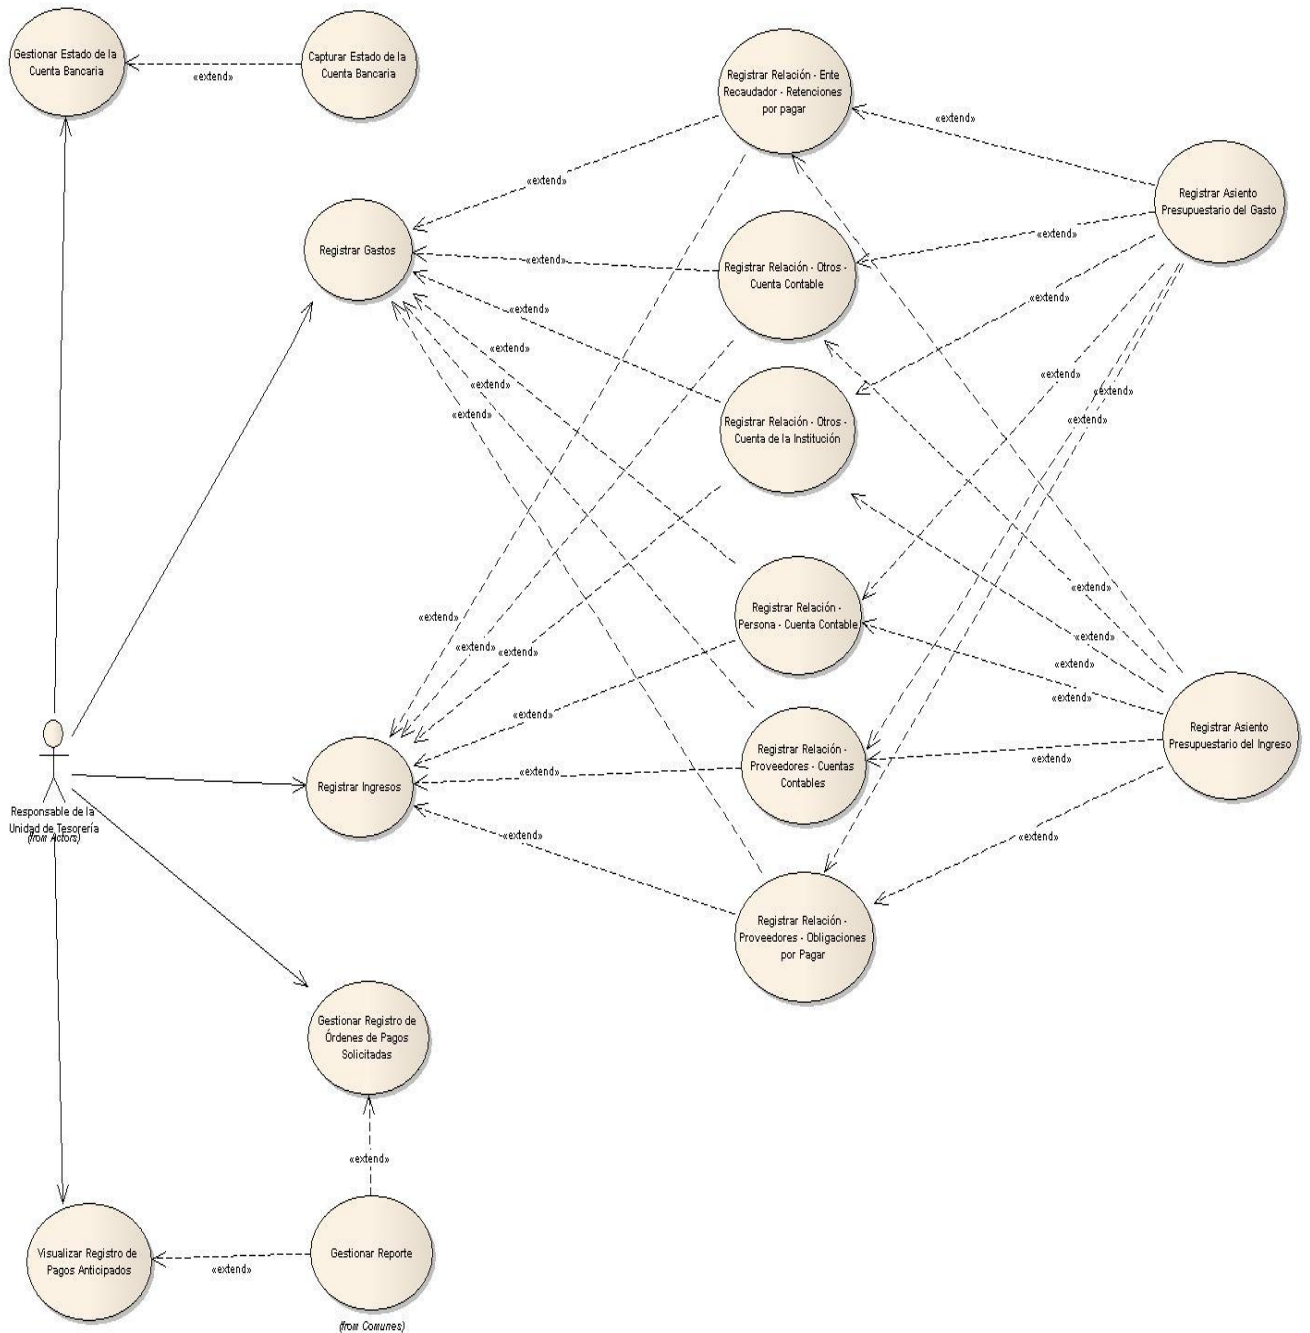 Gestionar Estado de la
Cuenta Bancaria
«extend»
Capturar Estado de la
Cuenta Bancaria
Registrar Relación - Ente
Recaudador - Retenciones
por pagar
«extend»
Registrar Asiento
Presupuestario del Gasto
«extend»
Registrar Gastos
«extend»
Registrar Relación - Otros -
Cuenta Contable
«extend»
«extend»
«extend»
«extend»
«extend»
Registrar Relación - Otros -
Cuenta de la Institución
«extend»
«extend»
«extend»
«extend»
Registrar Relación -
Persona - Cuenta Contable
«extend»
«extend»
«extend»
«extend»
«extend»
«extend»
«extend»
Registrar Asiento
Presupuestario del Ingreso
Registrar Ingresos
«extend»
Registrar Relación -
Proveedores - Cuentas
Contables
«extend»
«extend»
«extend»
Responsable de la
Unidad de Tesorería
(from Actors)
Registrar Relación -
Proveedores - Obligaciones
por Pagar
Gestionar Registro de
Órdenes de Pagos
Solicitadas
«extend»
Visualizar Registro de
Pagos Anticipados
«extend»
Gestionar Reporte
(from Comunes)